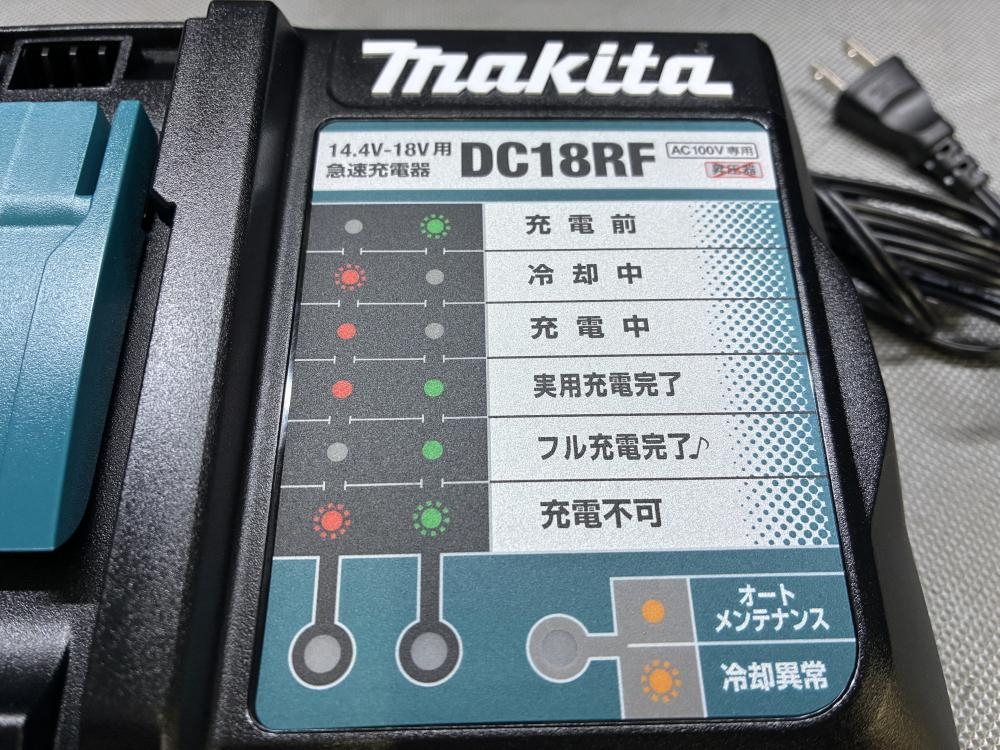 makita
14.4V-18V用
急速充電器
DC18RF
AC100V専用
昇圧器
充電前
冷却中
充電中
実用充電完了
フル充電完了♪
充電不可
オート
メンテナンス
冷却異常